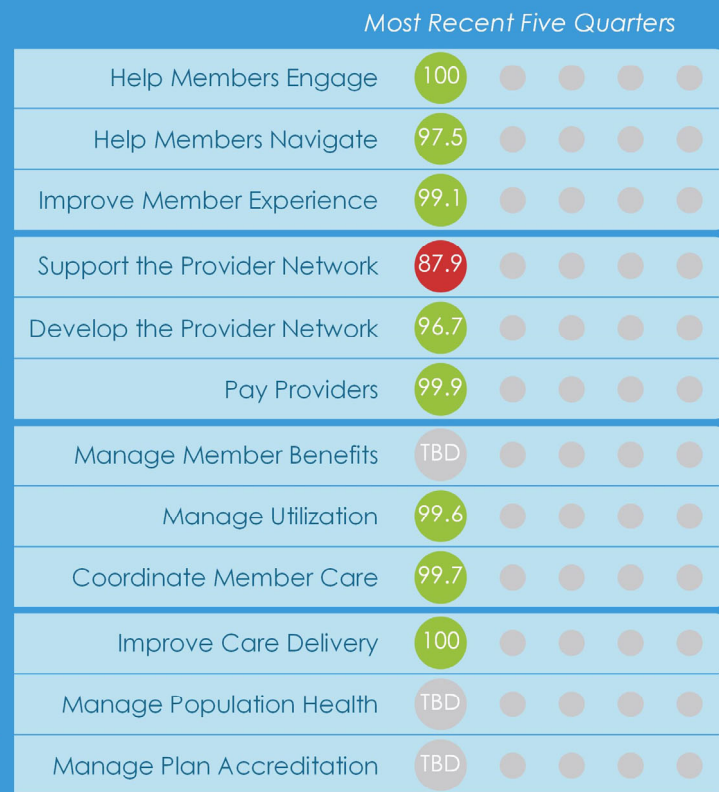 Most Recent Five Quarters
Help Members Engage 100
Help Members Navigate 97.5
Improve Member Experience 99.1
Support the Provider Network 87.9
Develop the Provider Network 96.7
Pay Providers 99.9
Manage Member Benefits TBD
Manage Utilization 99.6
Coordinate Member Care 99.7
Improve Care Delivery 100
Manage Population Health TBD
Manage Plan Accreditation TBD